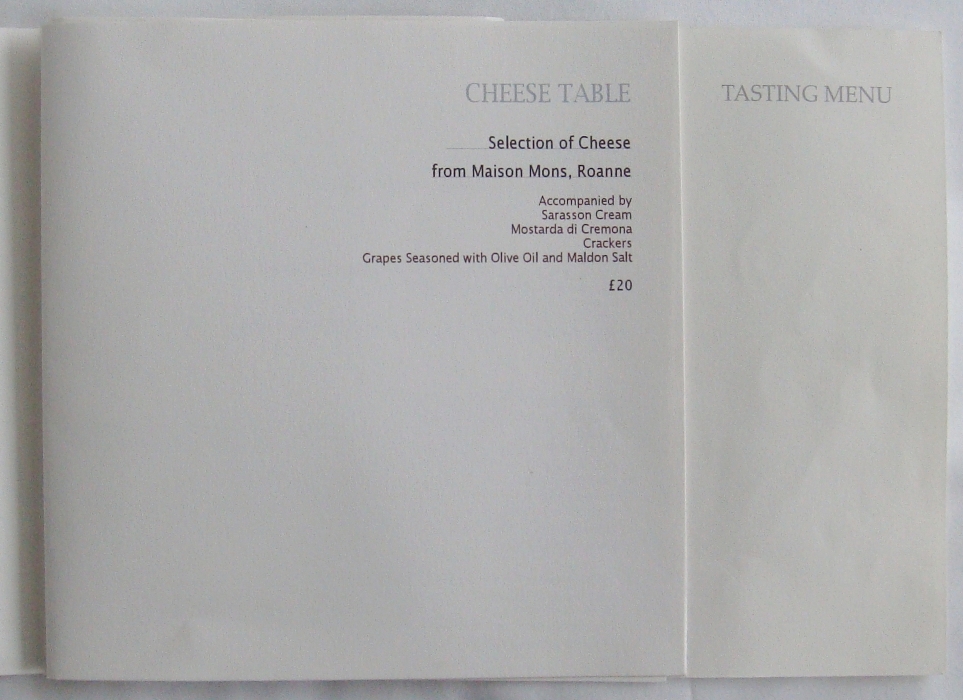 CHEESE TABLE
Selection of Cheese
from Maison Mons, Roanne
Accompanied by
Sarasson Cream
Mostarda di Cremona
Crackers
Grapes Seasoned with Olive Oil and Maldon Salt
£20
TASTING MENU